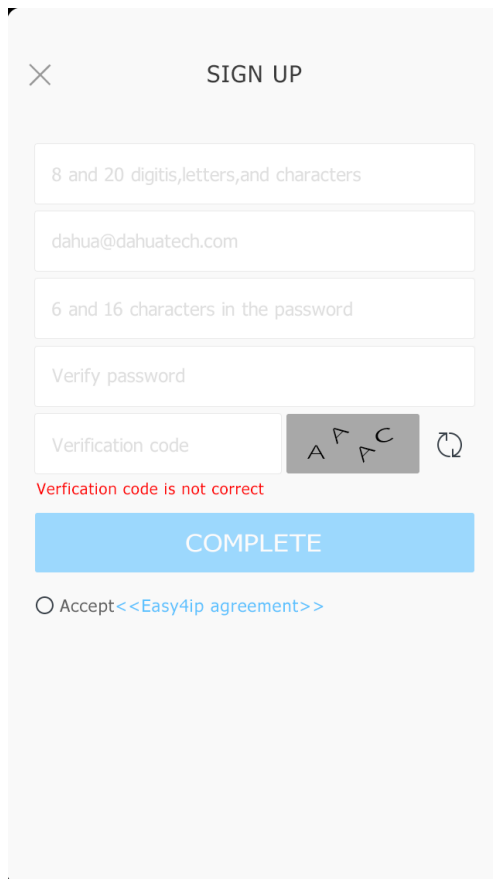 SIGN UP
8 and 20 digitis,letters,and characters
dahua@dahuatech.com
6 and 16 characters in the password
Verify password
Verification code
A A A C
Verfication code is not correct
COMPLETE
Accept<<Easy4ip agreement>>